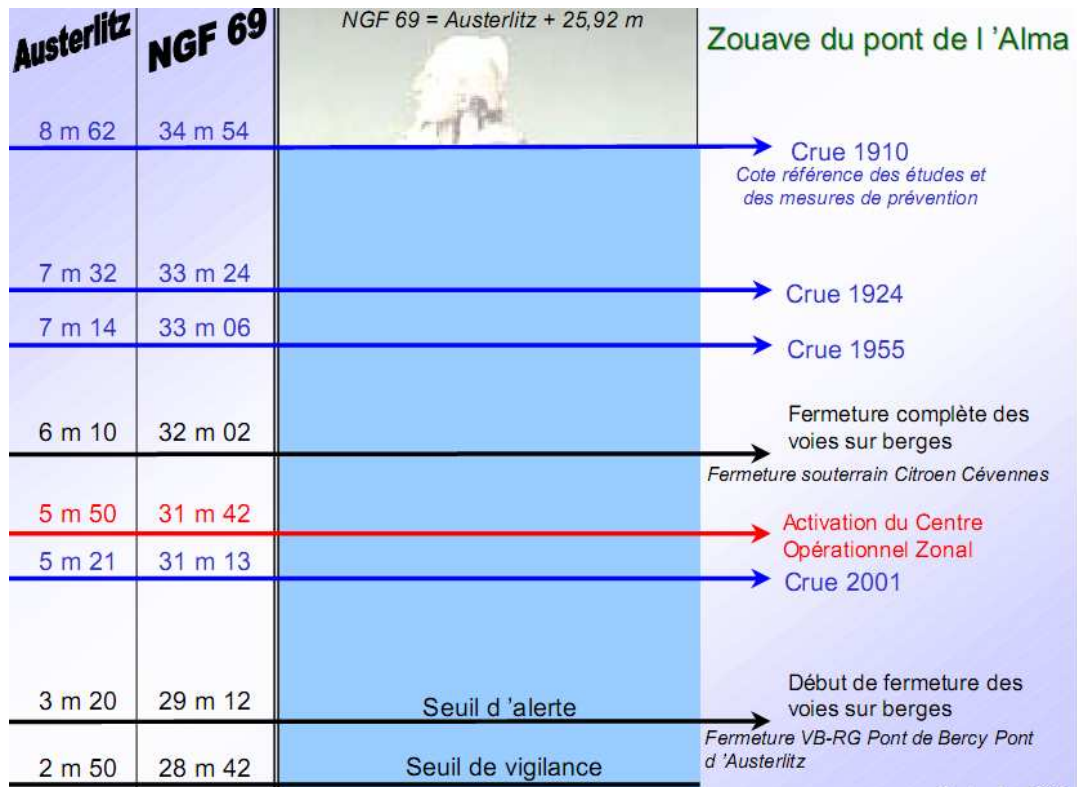 Austerlitz
NGF 69
NGF 69 = Austerlitz + 25,92 m
Zouave du pont de l 'Alma
8 m 62
34 m 54
Crue 1910
Cote référence des études et
des mesures de prévention
7 m 32
33 m 24
Crue 1924
7 m 14
33 m 06
Crue 1955
6 m 10
32 m 02
Fermeture complète des
voies sur berges
Fermeture souterrain Citroen Cévennes
5 m 50
31 m 42
Activation du Centre
Opérationnel Zonal
5 m 21
31 m 13
Crue 2001
3 m 20
29 m 12
Seuil d 'alerte
Début de fermeture des
voies sur berges
Fermeture VB-RG Pont de Bercy Pont
d 'Austerlitz
2 m 50
28 m 42
Seuil de vigilance